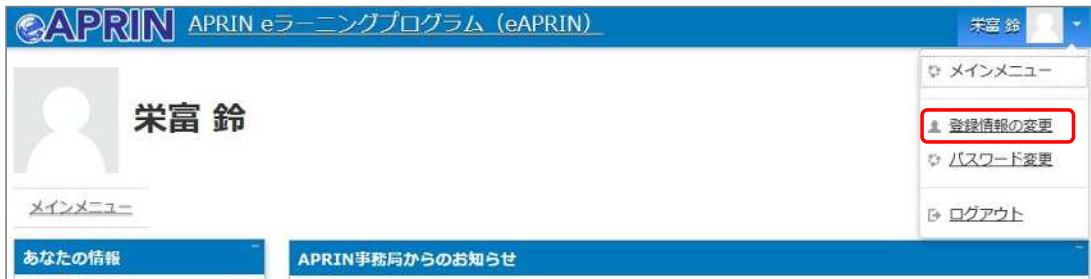 eAPRIN APRIN eラーニングプログラム（eAPRIN） 栄富 鈴
メインメニュー
栄富 鈴
登録情報の変更
パスワード変更
メインメニュー
ログアウト
あなたの情報
APRIN事務局からのお知らせ